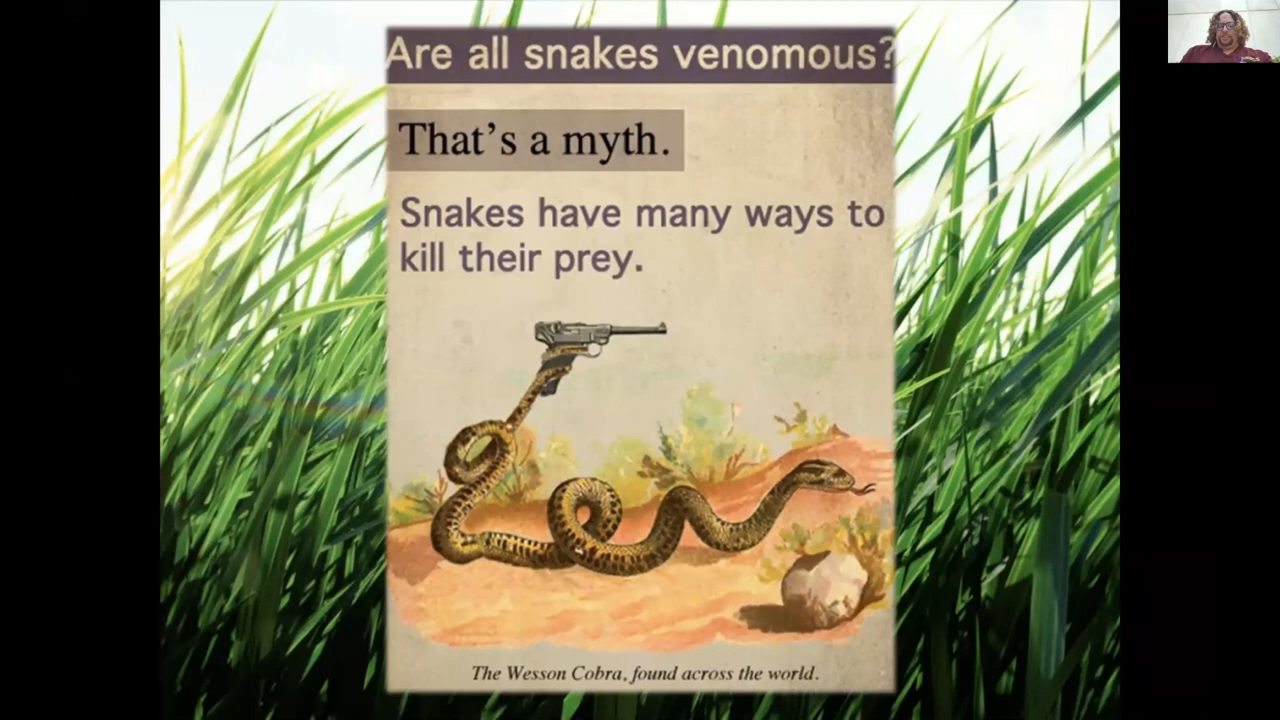 Are all snakes venomous?
That's a myth.
Snakes have many ways to
kill their prey.
The Wesson Cobra, found across the world.